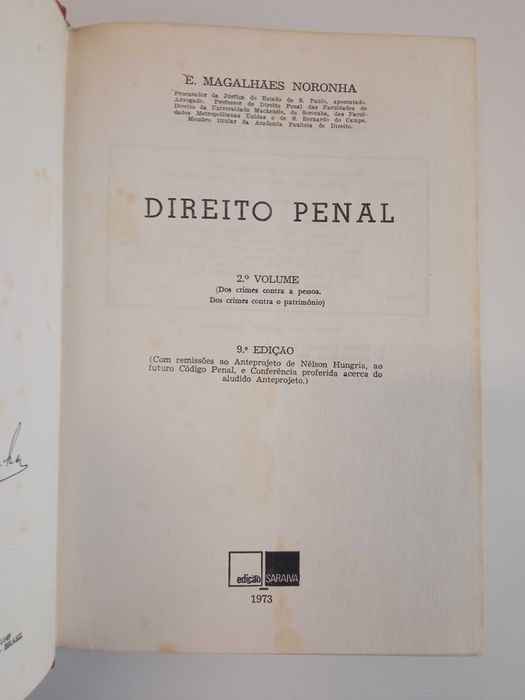 E. MAGALHÃES NORONHA
Procurador da Justiça do Estado de S. Paulo, aposentado.
Advogado. Professor de Direito Penal das Faculdades de
Direito da Universidade Mackenzie, de Sorocaba, das Facul-
dades Metropolitanas Unidas e de S. Bernardo do Campo.
Membro titular da Academia Paulista de Direito.
DIREITO PENAL
2.º VOLUME
(Dos crimes contra a pessoa.
Dos crimes contra o patrimônio)
9.ª EDIÇÃO
(Com remissões ao Anteprojeto de Nélson Hungria, ao
futuro Código Penal, e Conferência proferida acerca do
aludido Anteprojeto.)
edição SARAIVA
1973
BRASIL